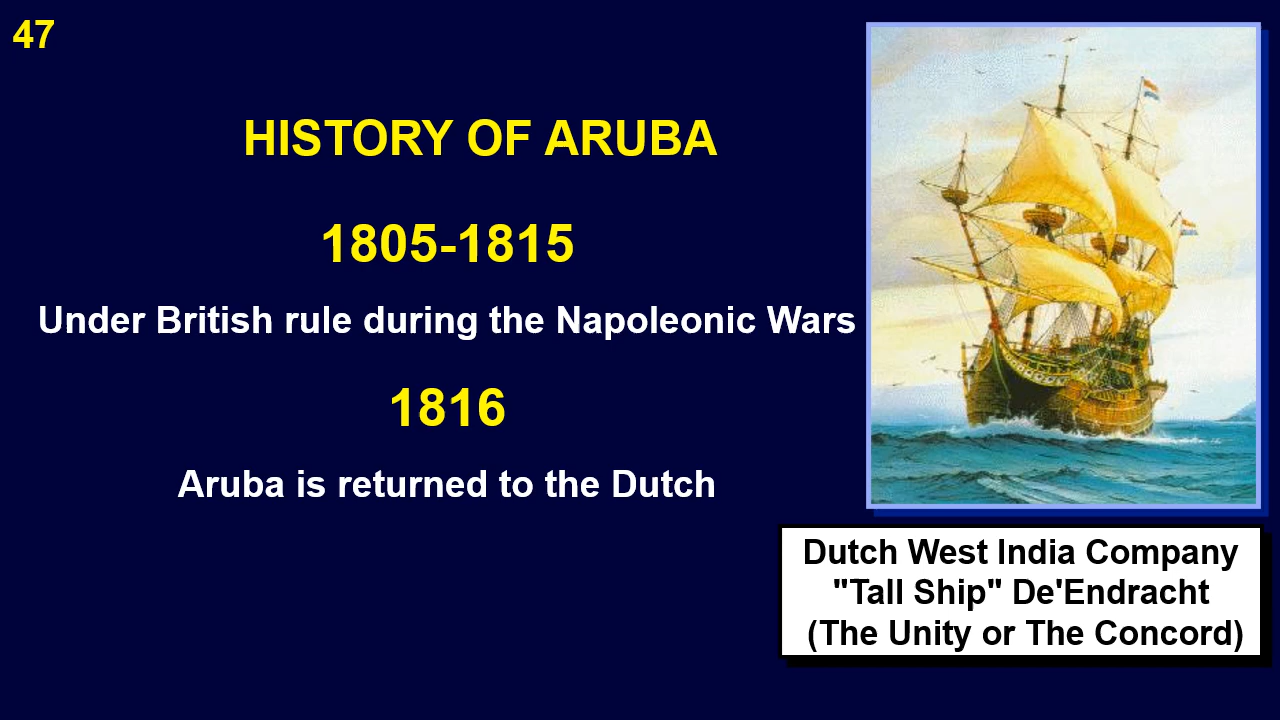 47
HISTORY OF ARUBA
1805-1815
Under British rule during the Napoleonic Wars
1816
Aruba is returned to the Dutch
Dutch West India Company
"Tall Ship" De'Endracht
(The Unity or The Concord)